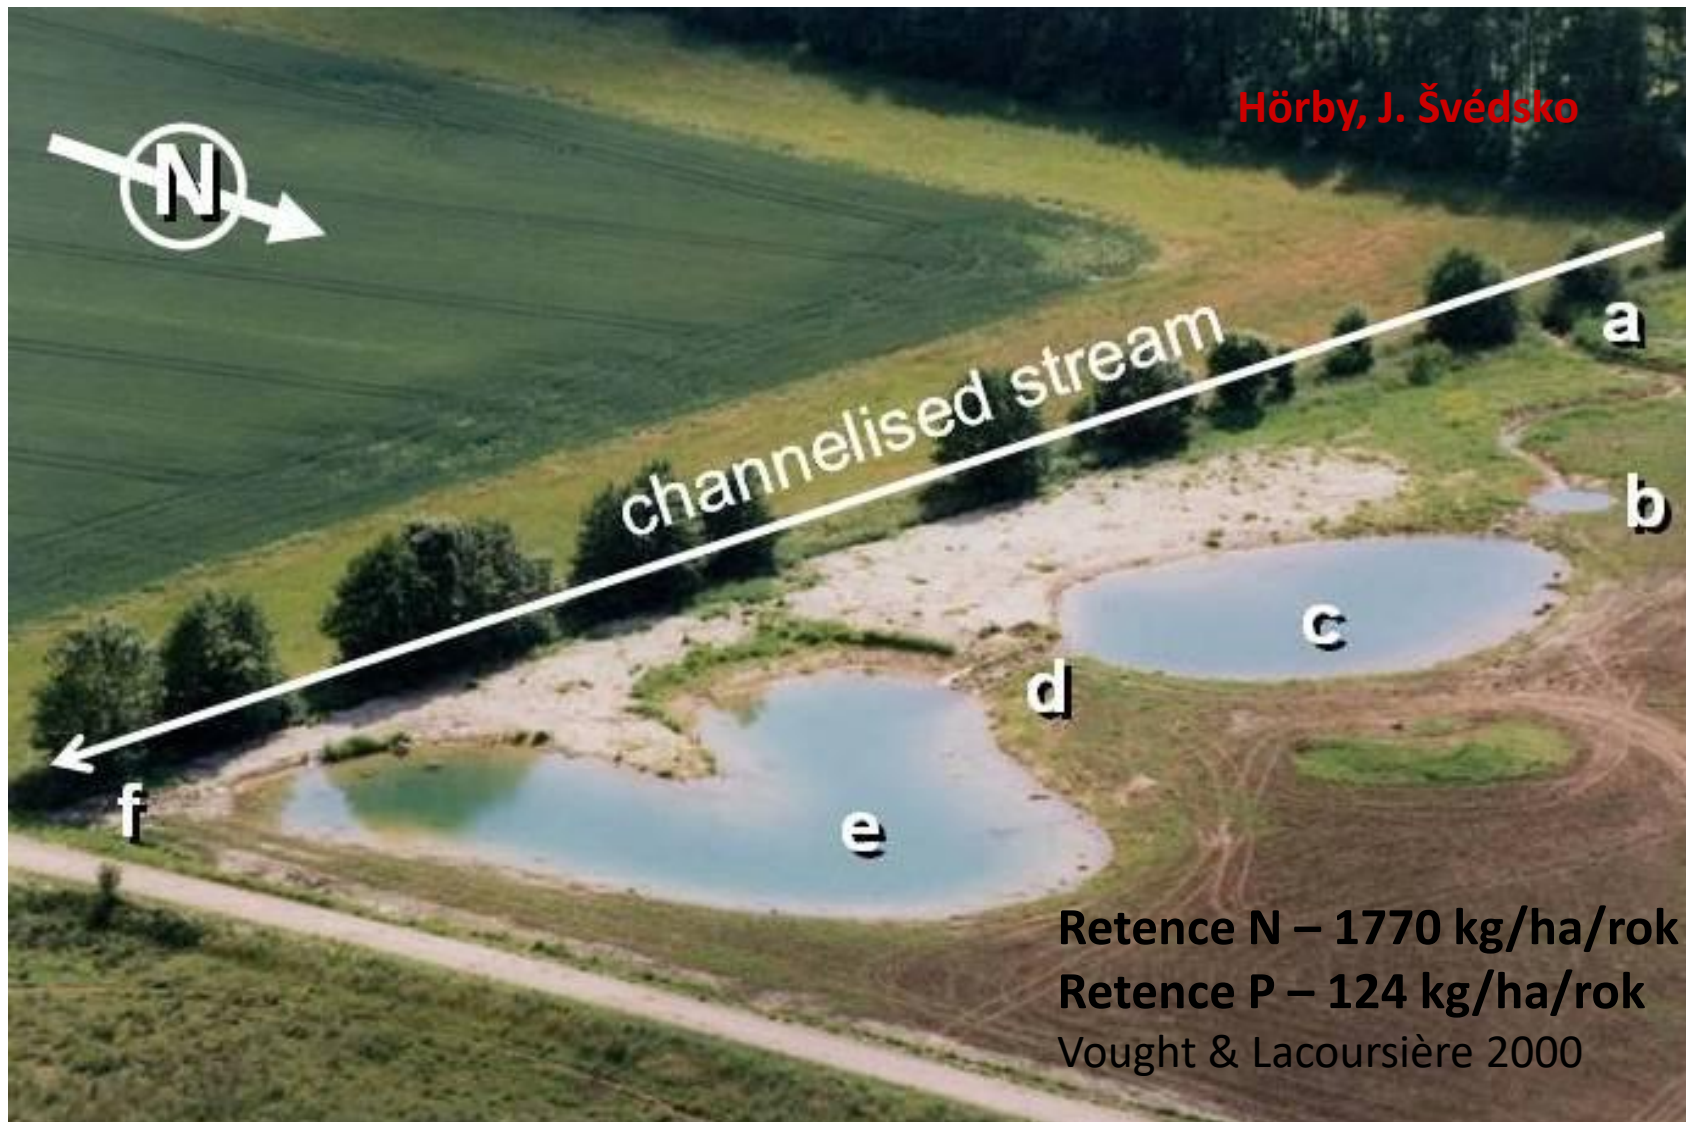 Hörby, J. Švédsko
N
a
channelised stream
b
c
d
e
f
Retence N – 1770 kg/ha/rok
Retence P – 124 kg/ha/rok
Vought & Lacoursière 2000